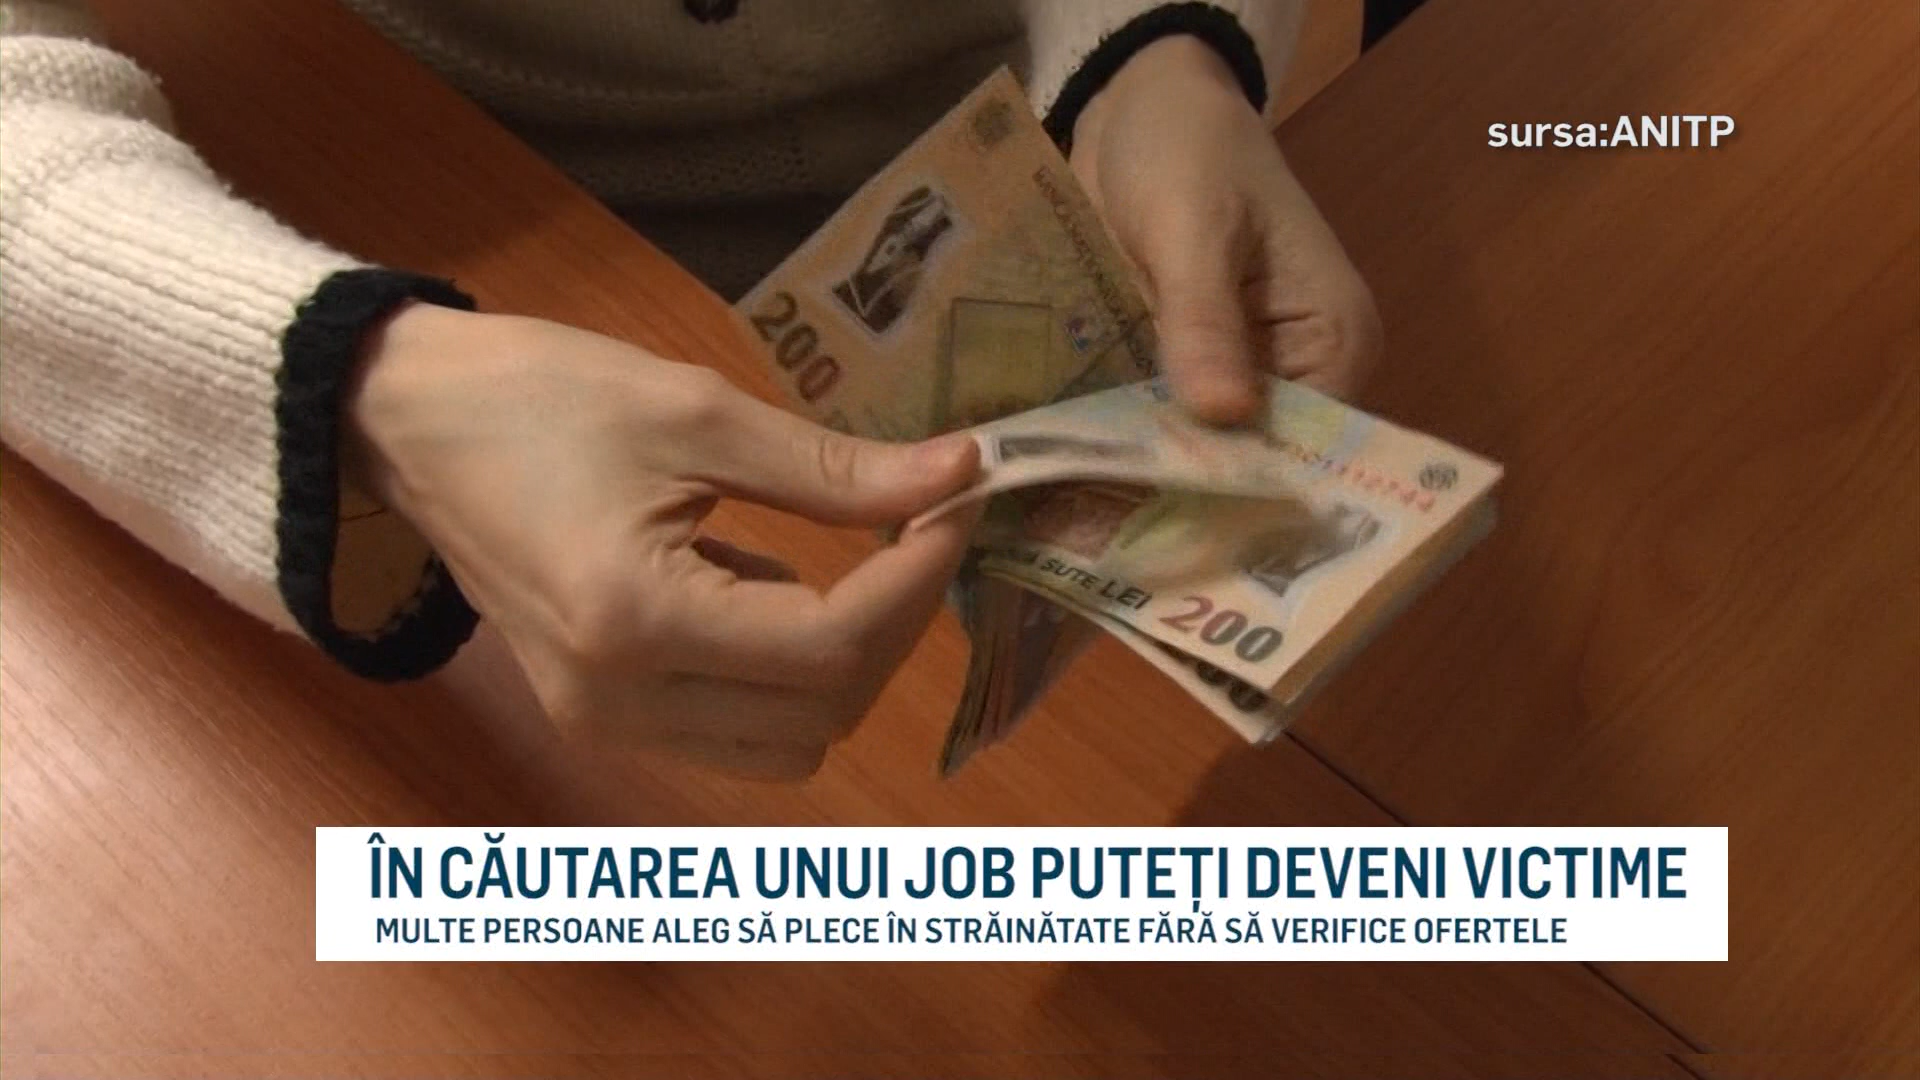 sursa:ANITP
200
SUTE LEI 200
ÎN CĂUTAREA UNUI JOB PUTEȚI DEVENI VICTIME
MULTE PERSOANE ALEG SĂ PLECE ÎN STRĂINĂTATE FĂRĂ SĂ VERIFICE OFERTELE